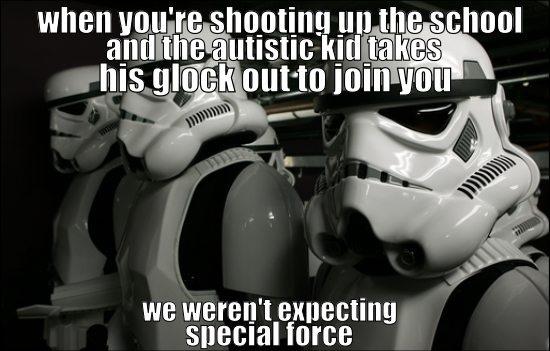 when you're shooting up the school
and the autistic kid takes
his glock out to join you
we weren't expecting
special force